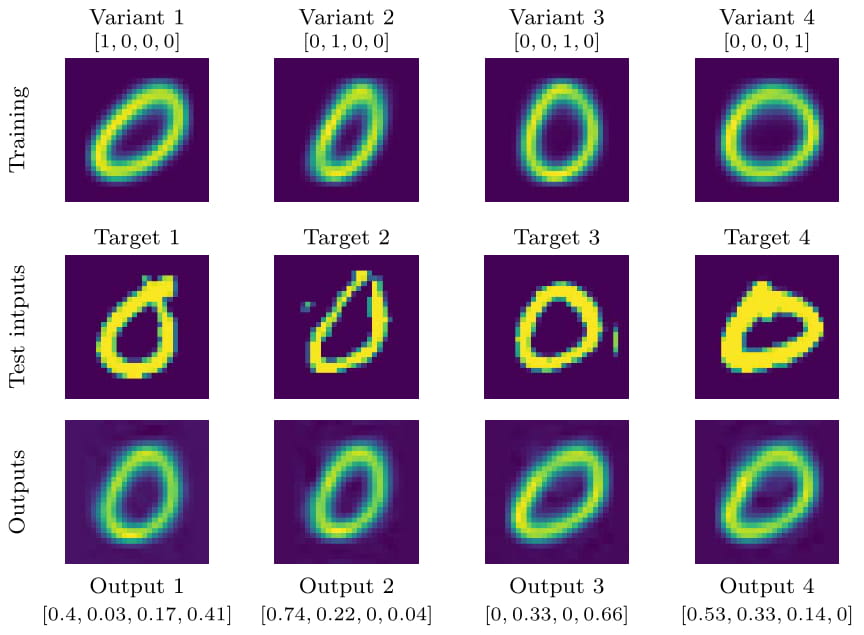 Variant 1 Variant 2 Variant 3 Variant 4
[1, 0, 0, 0] [0, 1, 0, 0] [0, 0, 1, 0] [0, 0, 0, 1]
Training
Target 1 Target 2 Target 3 Target 4
Test intputs
Outputs
Output 1 Output 2 Output 3 Output 4
[0.4, 0.03, 0.17, 0.41] [0.74, 0.22, 0, 0.04] [0, 0.33, 0, 0.66] [0.53, 0.33, 0.14, 0]